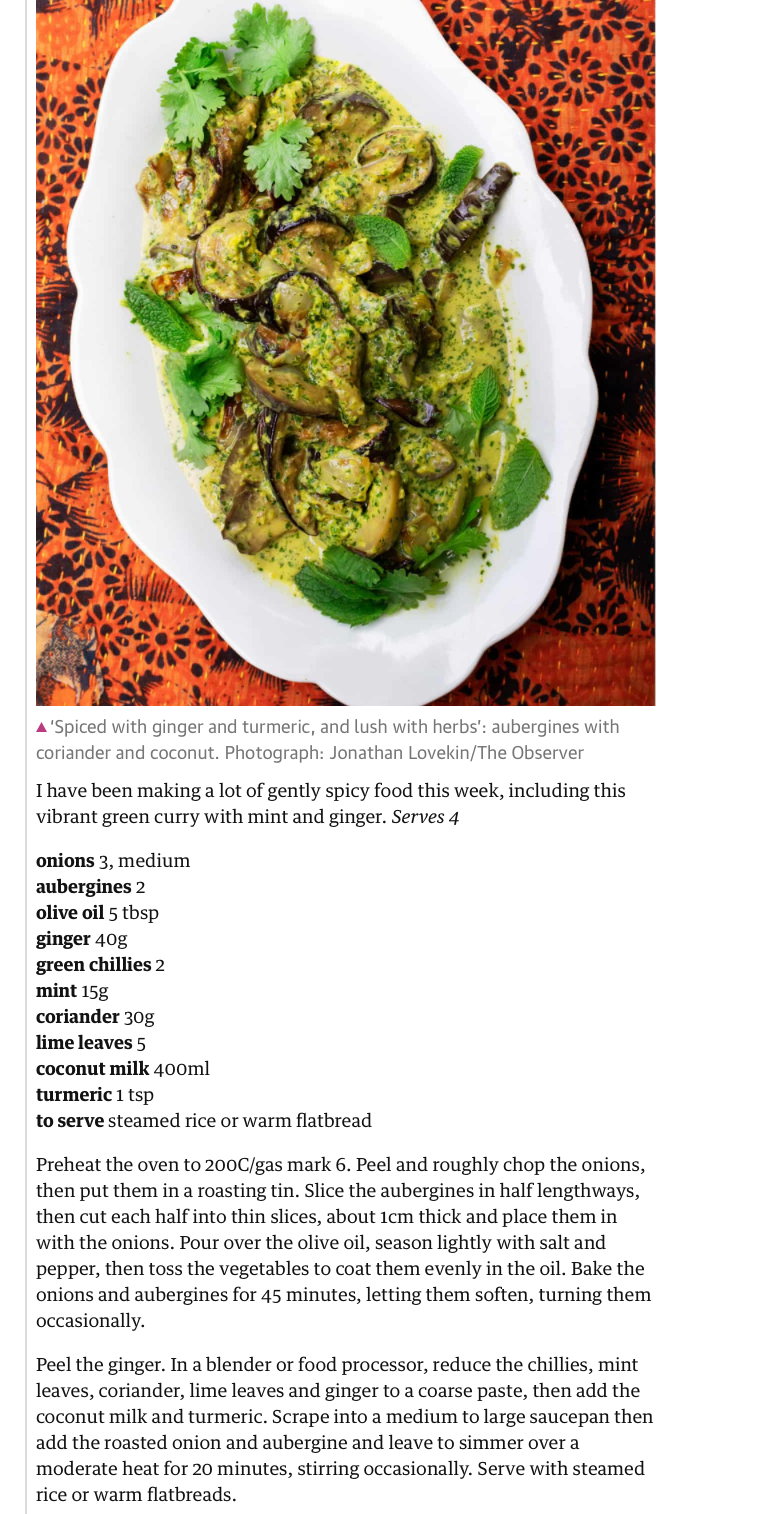 ▲'Spiced with ginger and turmeric, and lush with herbs': aubergines with
coriander and coconut. Photograph: Jonathan Lovekin/The Observer
I have been making a lot of gently spicy food this week, including this
vibrant green curry with mint and ginger. Serves 4
onions 3, medium
aubergines 2
olive oil 5 tbsp
ginger 40g
green chillies 2
mint 15g
coriander 30g
lime leaves 5
coconut milk 400ml
turmeric 1 tsp
to serve steamed rice or warm flatbread
Preheat the oven to 200C/gas mark 6. Peel and roughly chop the onions,
then put them in a roasting tin. Slice the aubergines in half lengthways,
then cut each half into thin slices, about 1cm thick and place them in
with the onions. Pour over the olive oil, season lightly with salt and
pepper, then toss the vegetables to coat them evenly in the oil. Bake the
onions and aubergines for 45 minutes, letting them soften, turning them
occasionally.
Peel the ginger. In a blender or food processor, reduce the chillies, mint
leaves, coriander, lime leaves and ginger to a coarse paste, then add the
coconut milk and turmeric. Scrape into a medium to large saucepan then
add the roasted onion and aubergine and leave to simmer over a
moderate heat for 20 minutes, stirring occasionally. Serve with steamed
rice or warm flatbreads.